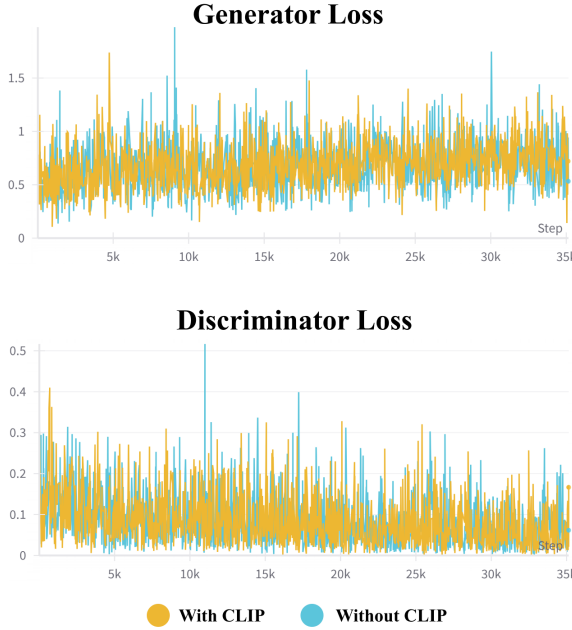 Generator Loss
1.5
1
0.5
0
Step
5k 10k 15k 20k 25k 30k 35k
Discriminator Loss
0.5
0.4
0.3
0.2
0.1
0
Step
5k 10k 15k 20k 25k 30k 35k
With CLIP Without CLIP